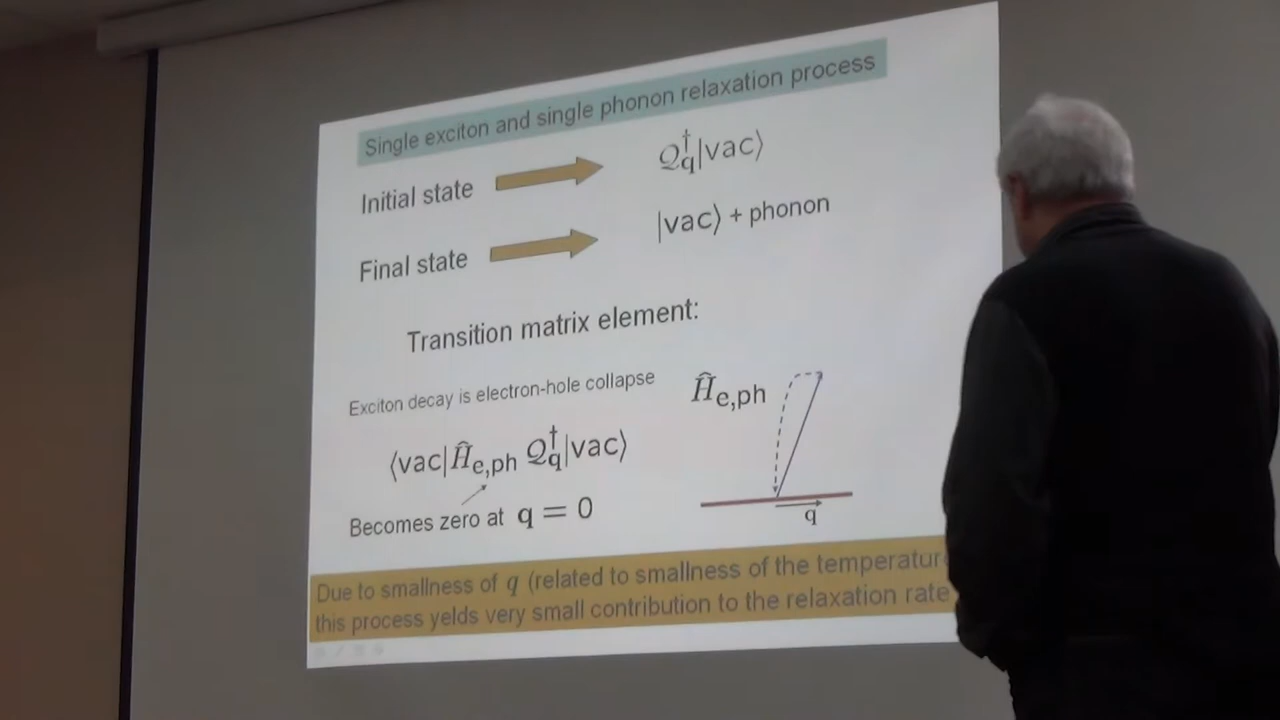 Single exciton and single phonon relaxation process
Initial state
𝒬†𝐪|vac⟩
Final state
|vac⟩ + phonon
Transition matrix element:
Exciton decay is electron-hole collapse
Ĥe,ph
⟨vac|Ĥe,ph 𝒬†𝐪|vac⟩
Becomes zero at 𝐪 = 0
q
Due to smallness of q (related to smallness of the temperatur
this process yelds very small contribution to the relaxation rate